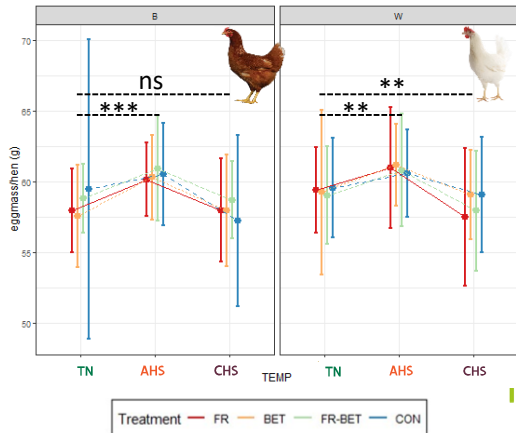 B
W
70
65
60
55
50
eggmass/hen (g)
ns
***
**
**
TN
AHS
CHS
TN
AHS
CHS
TEMP
Treatment FR BET FR-BET CON